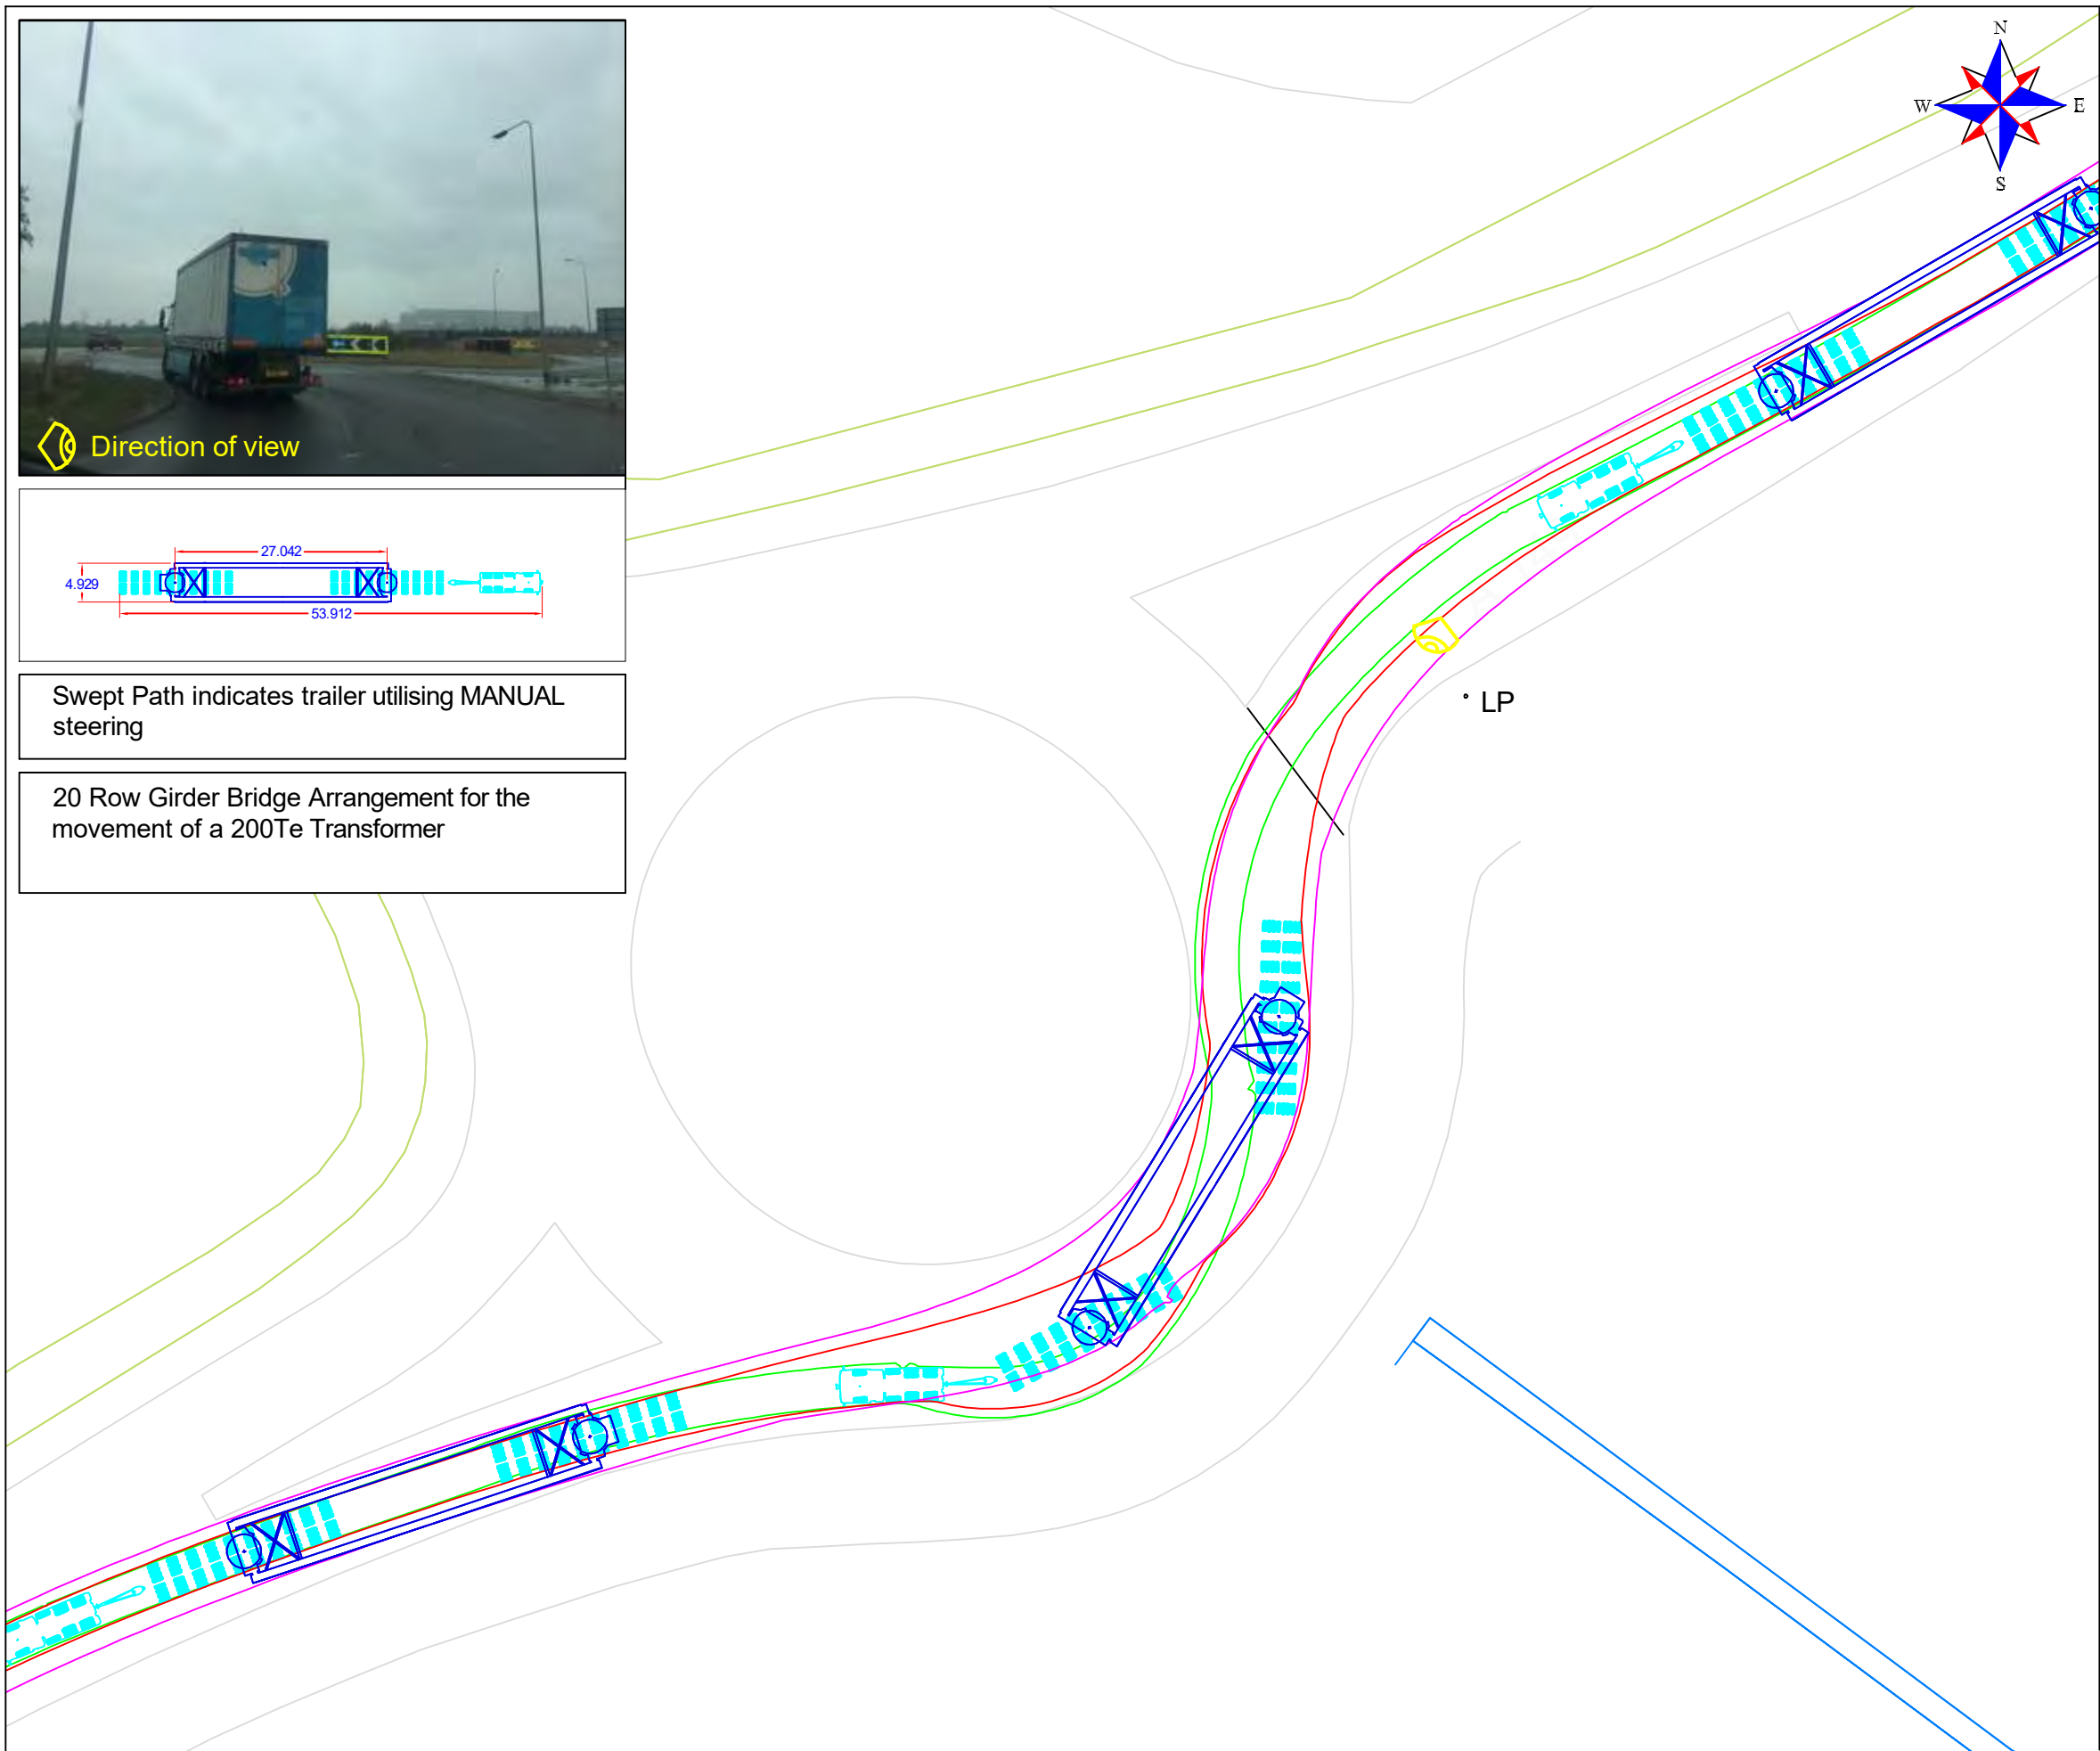 N
W E
S
Direction of view
27.042
4.929
53.912
Swept Path indicates trailer utilising MANUAL
steering
20 Row Girder Bridge Arrangement for the
movement of a 200Te Transformer
LP